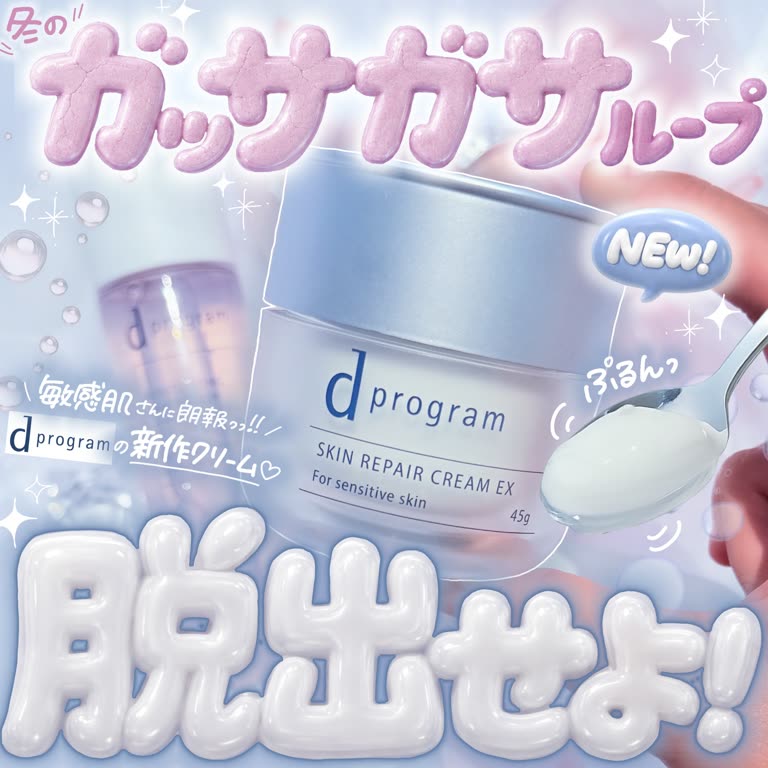 冬の
ガッサガサループ
NEW!
d program
d program
SKIN REPAIR CREAM EX
For sensitive skin
45g
ぷるんっ
敏感肌さんに朗報っっ!!
d programの新作クリーム♡
脱出せよ!